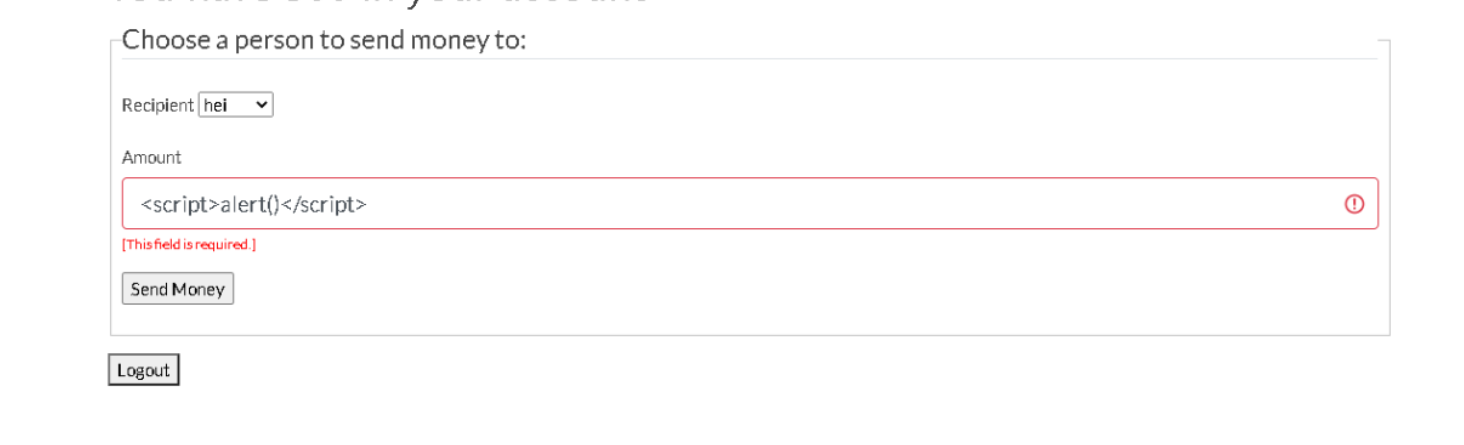 Choose a person to send money to:
Recipient hei
Amount
<script>alert()</script>
[This field is required.]
Send Money
Logout